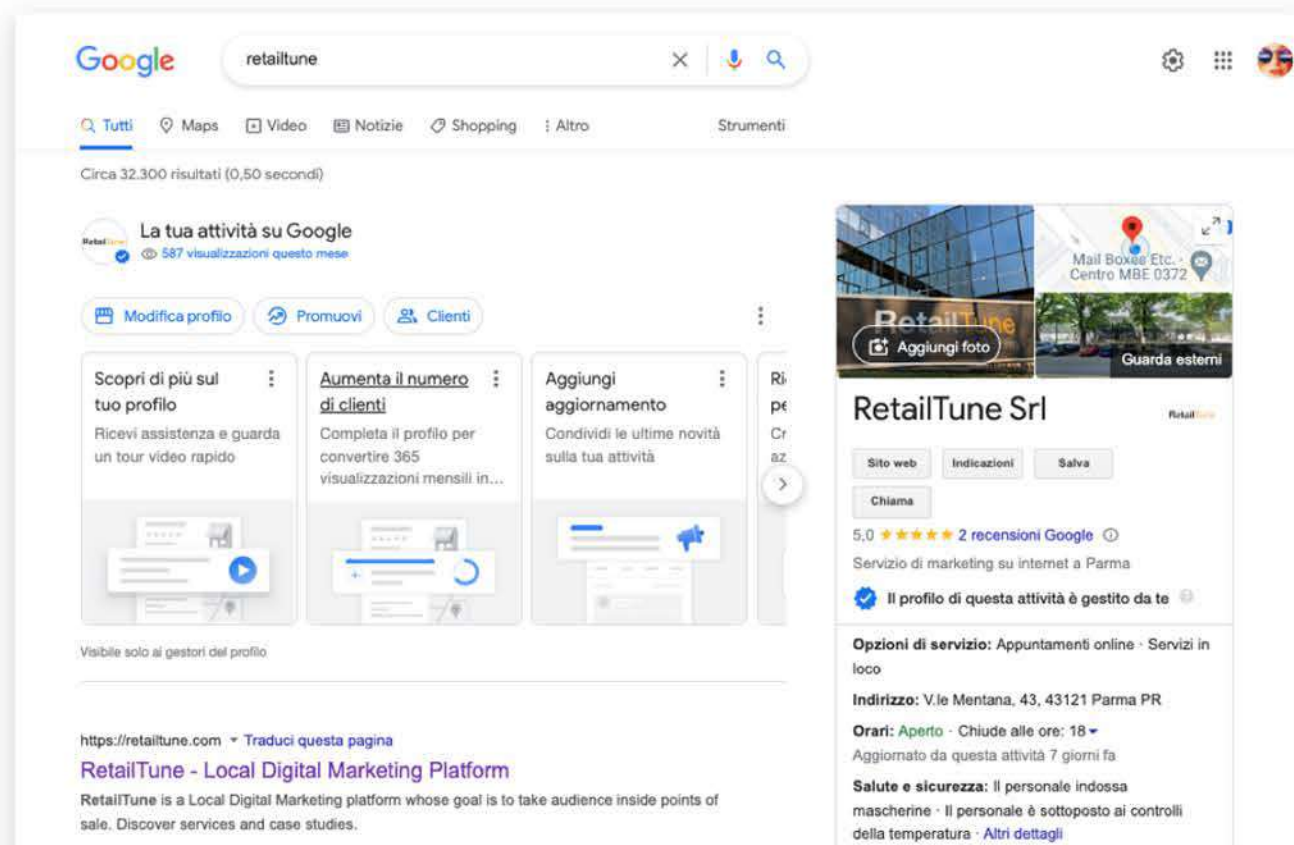 Google
retailtune
Tutti
Maps
Video
Notizie
Shopping
Altro
Strumenti
Circa 32.300 risultati (0,50 secondi)
RetailTune
La tua attività su Google
587 visualizzazioni questo mese
Modifica profilo
Promuovi
Clienti
Scopri di più sul
tuo profilo
Ricevi assistenza e guarda
un tour video rapido
Aumenta il numero
di clienti
Completa il profilo per
convertire 365
visualizzazioni mensili in...
Aggiungi
aggiornamento
Condividi le ultime novità
sulla tua attività
Visibile solo ai gestori del profilo
https://retailtune.com Traduci questa pagina
RetailTune - Local Digital Marketing Platform
RetailTune is a Local Digital Marketing platform whose goal is to take audience inside points of
sale. Discover services and case studies.
Mail Boxes Etc. -
Centro MBE 0372
RetailTune
Aggiungi foto
Guarda esterni
RetailTune Srl
RetailTune
Sito web
Indicazioni
Salva
Chiama
5,0 ★★★★★ 2 recensioni Google
Servizio di marketing su internet a Parma
Il profilo di questa attività è gestito da te
Opzioni di servizio: Appuntamenti online · Servizi in
loco
Indirizzo: V.le Mentana, 43, 43121 Parma PR
Orari: Aperto · Chiude alle ore: 18
Aggiornato da questa attività 7 giorni fa
Salute e sicurezza: Il personale indossa
mascherine · Il personale è sottoposto ai controlli
della temperatura · Altri dettagli